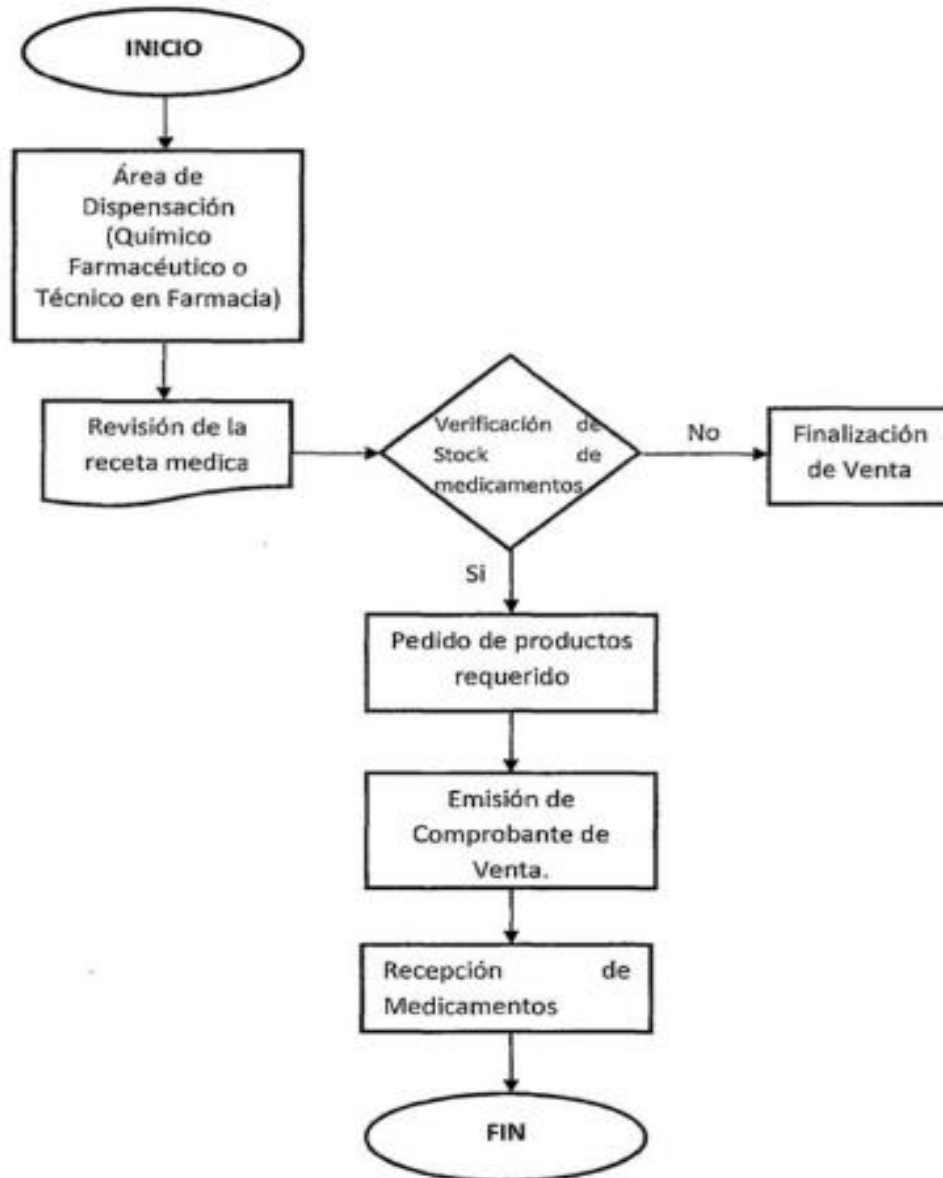 INICIO
Área de
Dispensación
(Químico
Farmacéutico o
Técnico en Farmacia)
Revisión de la
receta medica
Verificación de
Stock de
medicamentos
No
Finalización
de Venta
Si
Pedido de productos
requerido
Emisión de
Comprobante de
Venta.
Recepción de
Medicamentos
FIN